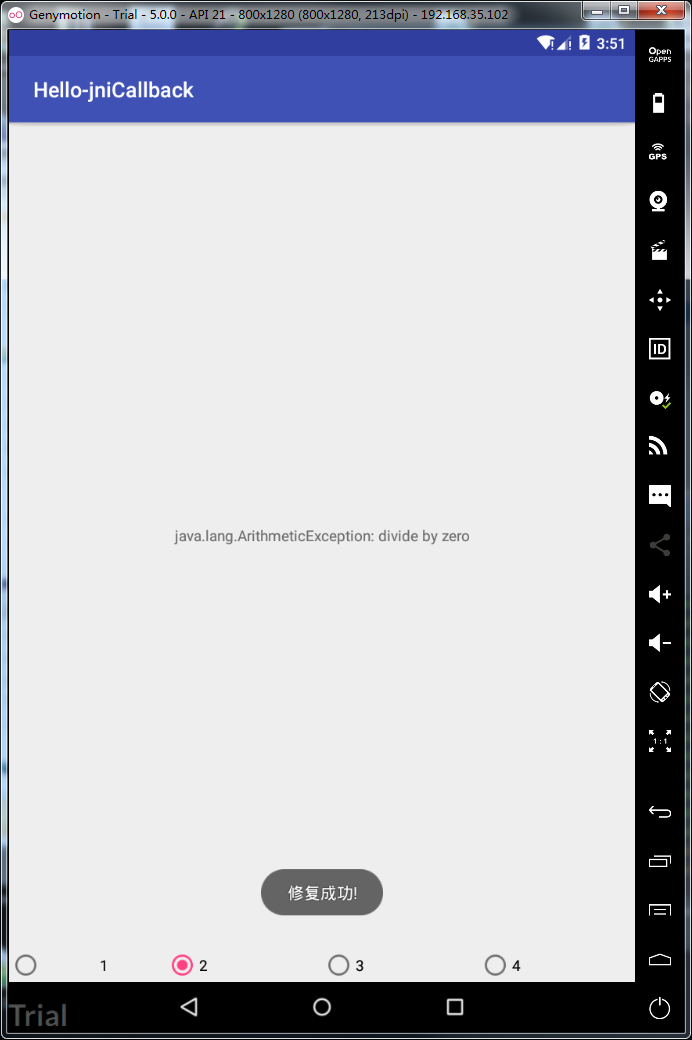 Genymotion - Trial - 5.0.0 - API 21 - 800x1280 (800x1280, 213dpi) - 192.168.35.102
3:51
Open
GAPPS
Hello-jniCallback
GPS
ID
java.lang.ArithmeticException: divide by zero
1:1
修复成功!
1 2 3 4
Trial